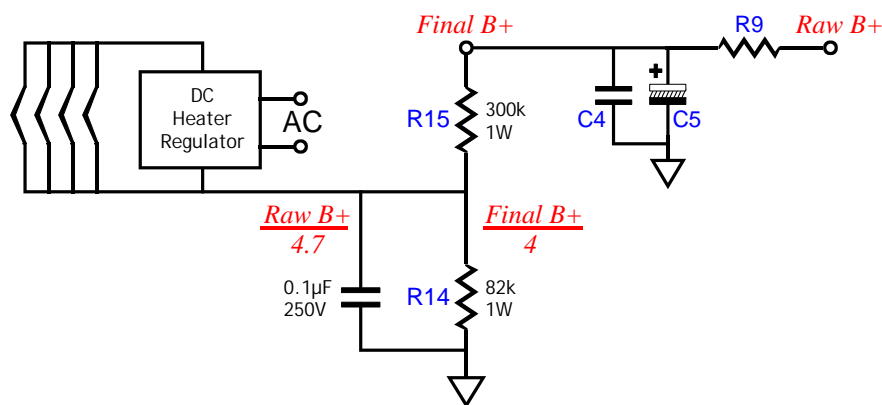 Final B+
R9
Raw B+
DC
Heater
Regulator
AC
R15
300k
1W
+
C4
C5
Raw B+
4.7
Final B+
4
0.1µF
250V
R14
82k
1W